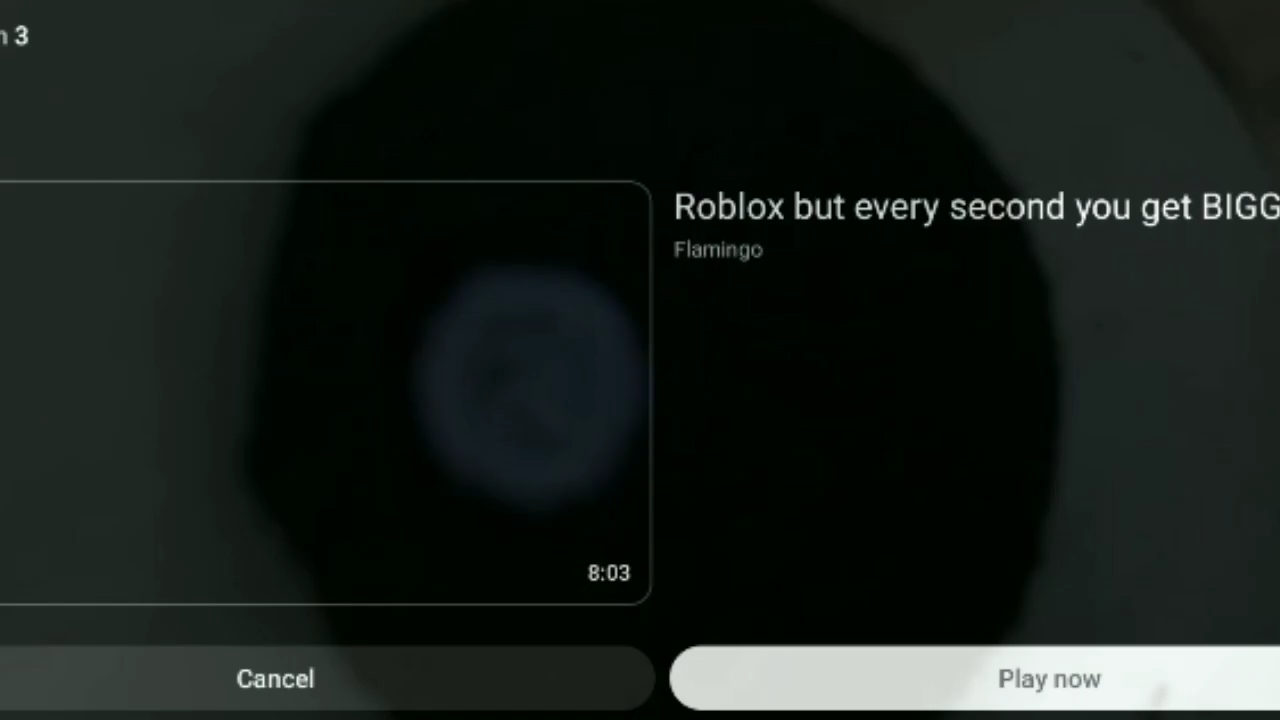 n 3
Roblox but every second you get BIGG
Flamingo
8:03
Cancel
Play now